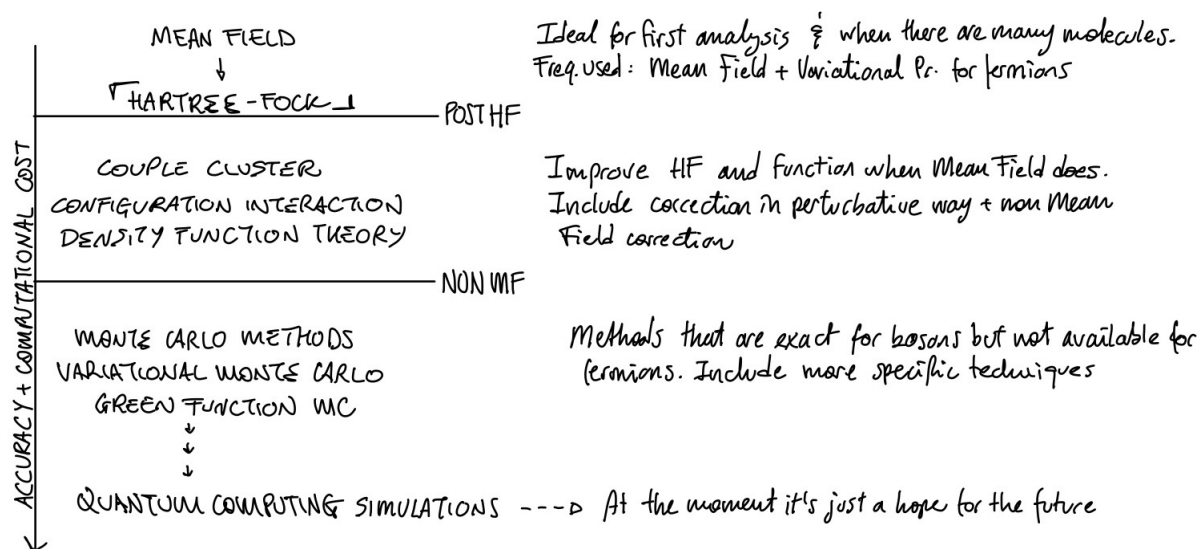 MEAN FIELD
↓
HARTREE-FOCK
POST HF
Ideal for first analysis & when there are many molecules.
Freq. used: Mean Field + Variational Pr. for fermions
COUPLE CLUSTER
CONFIGURATION INTERACTION
DENSITY FUNCTION THEORY
NON MF
Improve HF and function when Mean Field does.
Include correction in perturbative way + non Mean
Field correction
MONTE CARLO METHODS
VARIATIONAL MONTE CARLO
GREEN FUNCTION MC
↓
↓
↓
Methods that are exact for bosons but not available for
fermions. Include more specific techniques
QUANTUM COMPUTING SIMULATIONS ---▷ At the moment it's just a hope for the future
ACCURACY + COMPUTATIONAL COST